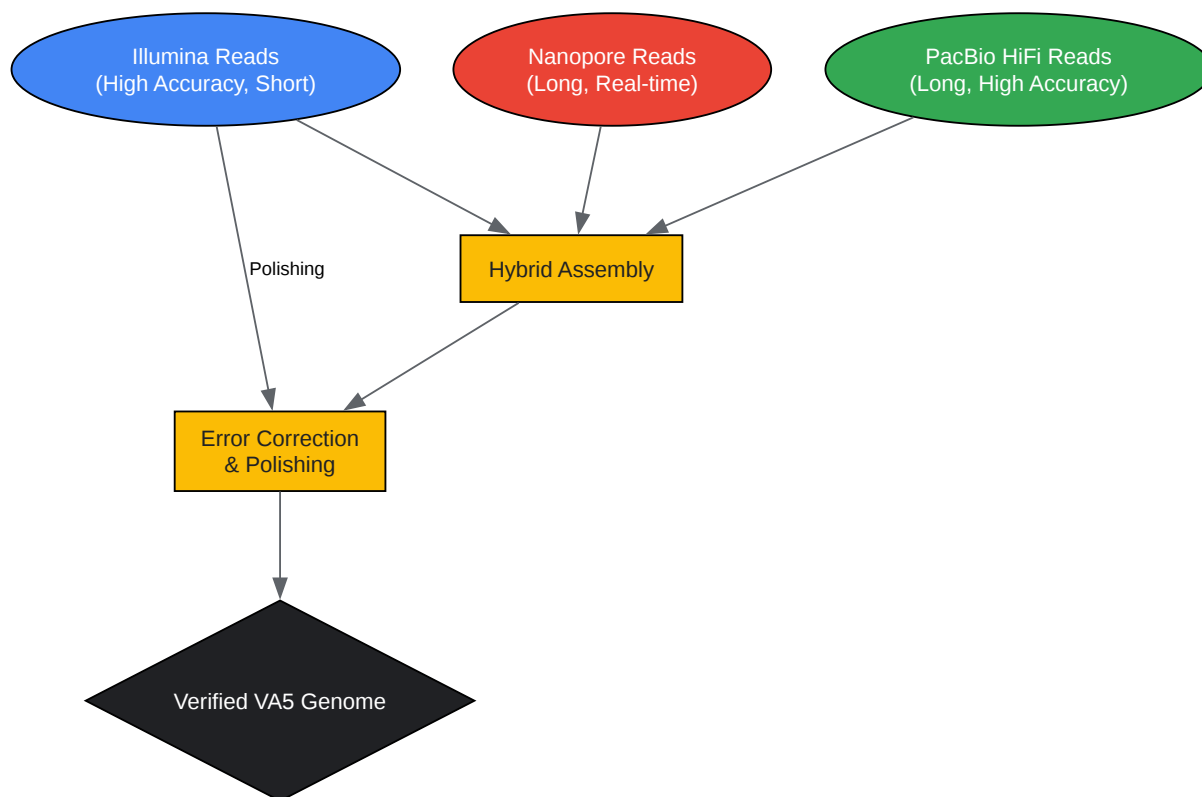 Illumina Reads
(High Accuracy, Short)
Nanopore Reads
(Long, Real-time)
PacBio HiFi Reads
(Long, High Accuracy)
Hybrid Assembly
Polishing
Error Correction
& Polishing
Verified VA5 Genome